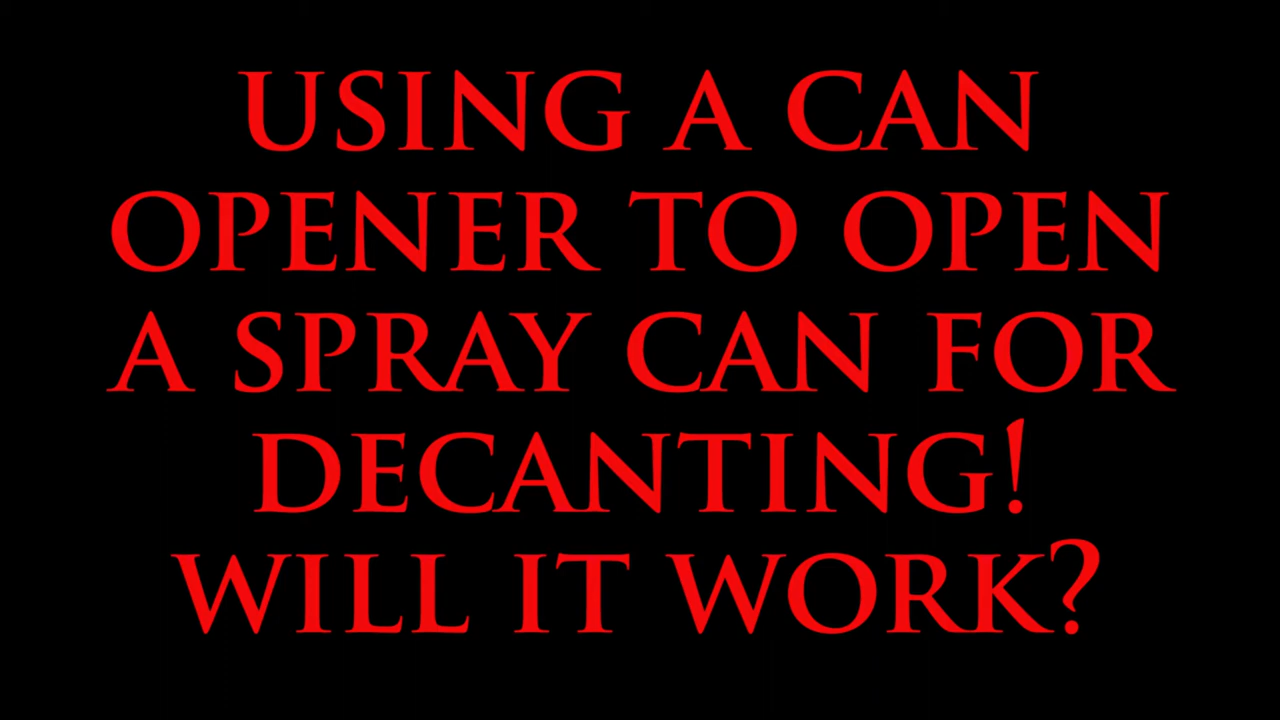 USING A CAN
OPENER TO OPEN
A SPRAY CAN FOR
DECANTING!
WILL IT WORK?